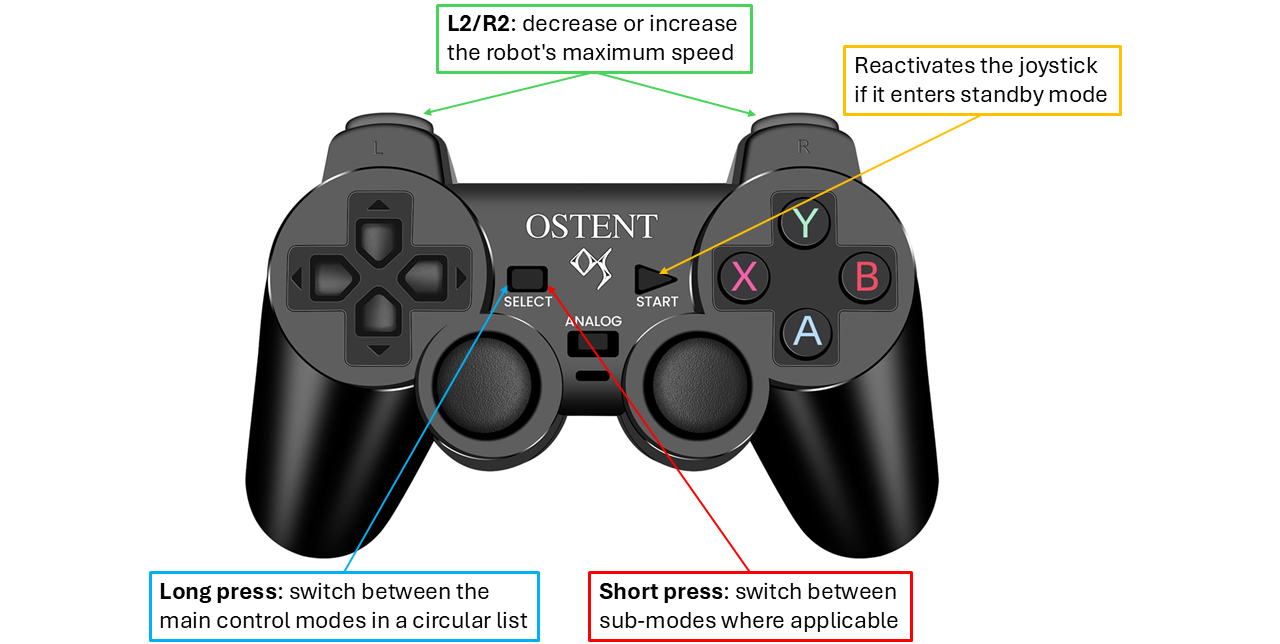 L2/R2: decrease or increase
the robot's maximum speed
Reactivates the joystick
if it enters standby mode
L
R
OSTENT
Y
X
B
A
SELECT
START
ANALOG
Long press: switch between the
main control modes in a circular list
Short press: switch between
sub-modes where applicable